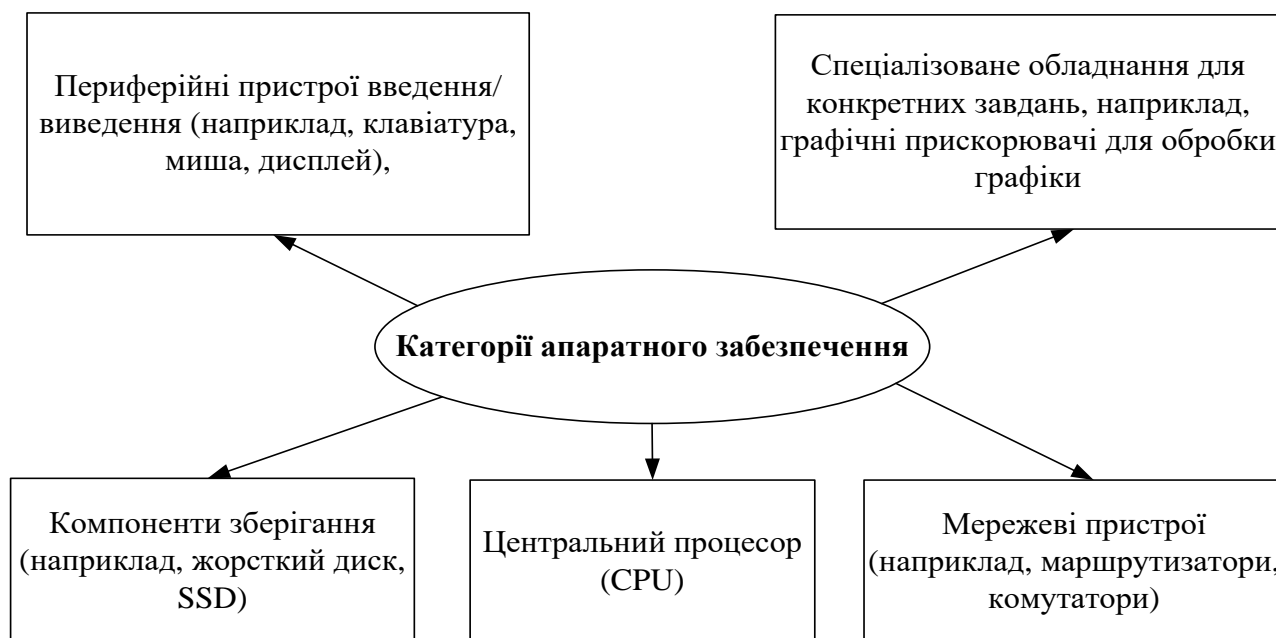 Периферійні пристрої введення/
виведення (наприклад, клавіатура,
миша, дисплей),
Спеціалізоване обладнання для
конкретних завдань, наприклад,
графічні прискорювачі для обробки
графіки
Категорії апаратного забезпечення
Компоненти зберігання
(наприклад, жорсткий диск,
SSD)
Центральний процесор
(CPU)
Мережеві пристрої
(наприклад, маршрутизатори,
комутатори)